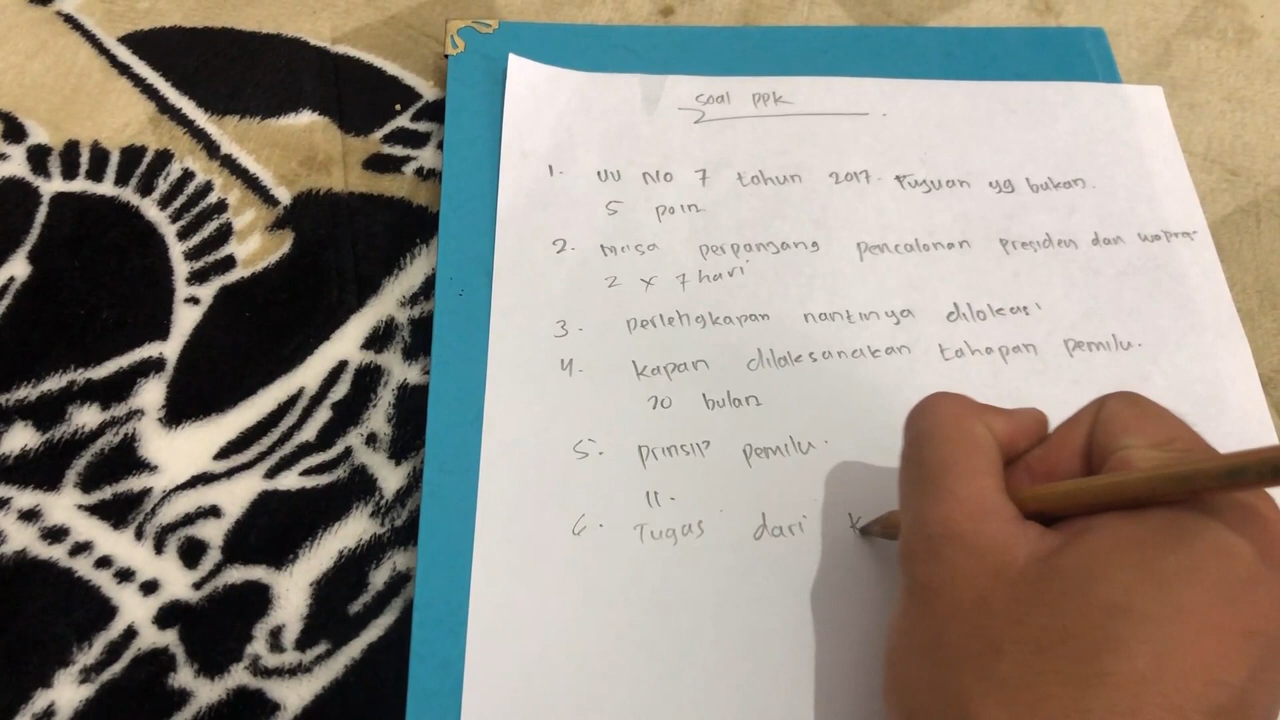 soal ppk
1. UU No 7 tahun 2017. Tujuan yg bukan.
5 poin.
2. masa perpanjang pencalonan presiden dan wapres
2 x 7 hari
3. perlengkapan nantinya dilokasi
4. kapan dilaksanakan tahapan pemilu.
20 bulan
5. prinsip pemilu.
11.
6. Tugas dari K